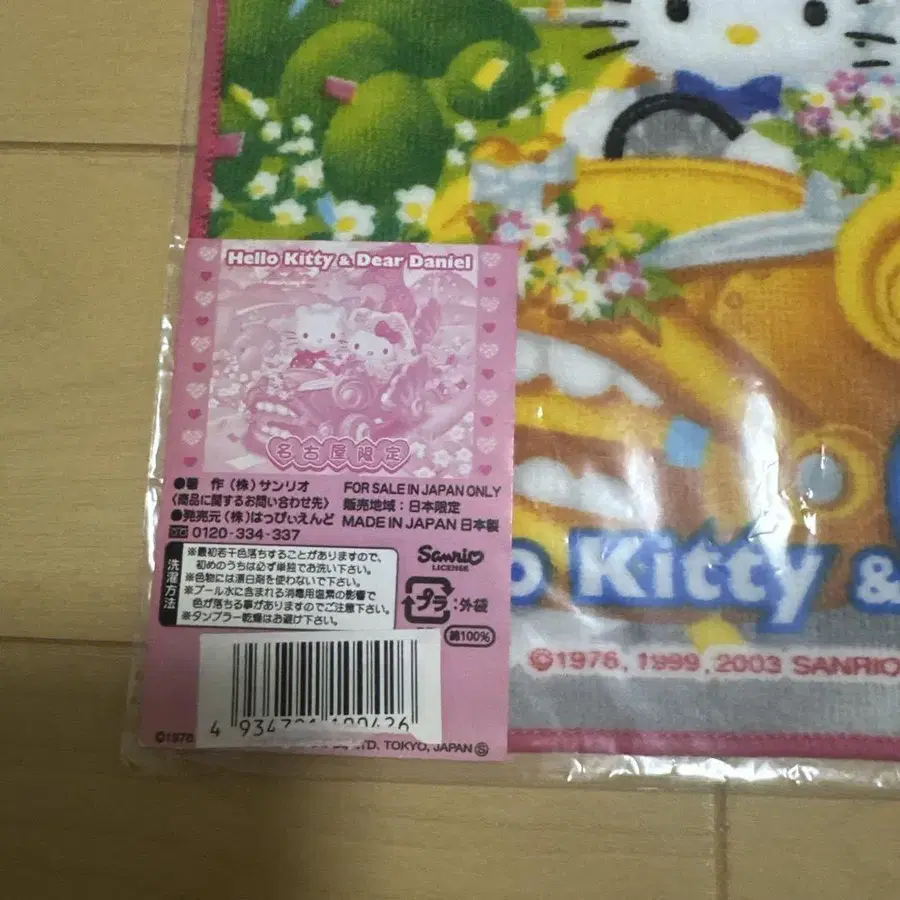 Hello Kitty & Dear Daniel
名古屋限定
●著 作(株)サンリオ
〈商品に関するお問い合わせ先〉
●発売元(株)はっぴぃえんど
0120-334-337
FOR SALE IN JAPAN ONLY
販売地域:日本限定
MADE IN JAPAN 日本製
洗濯方法
※最初若干色落ちすることがありますので、
初めのうちは必ず単独でお洗い下さい。
※色物には漂白剤を使わないで下さい。
※プール水に含まれる消毒用塩素の影響で
色が落ちる事がありますのでご注意下さい。
※タンブラー乾燥はお避け下さい。
Sanrio
LICENSE
プラ:外袋
綿100%
©1976
LTD, TOKYO, JAPAN Ⓢ
Kitty &
©1976, 1999, 2003 SANRIO